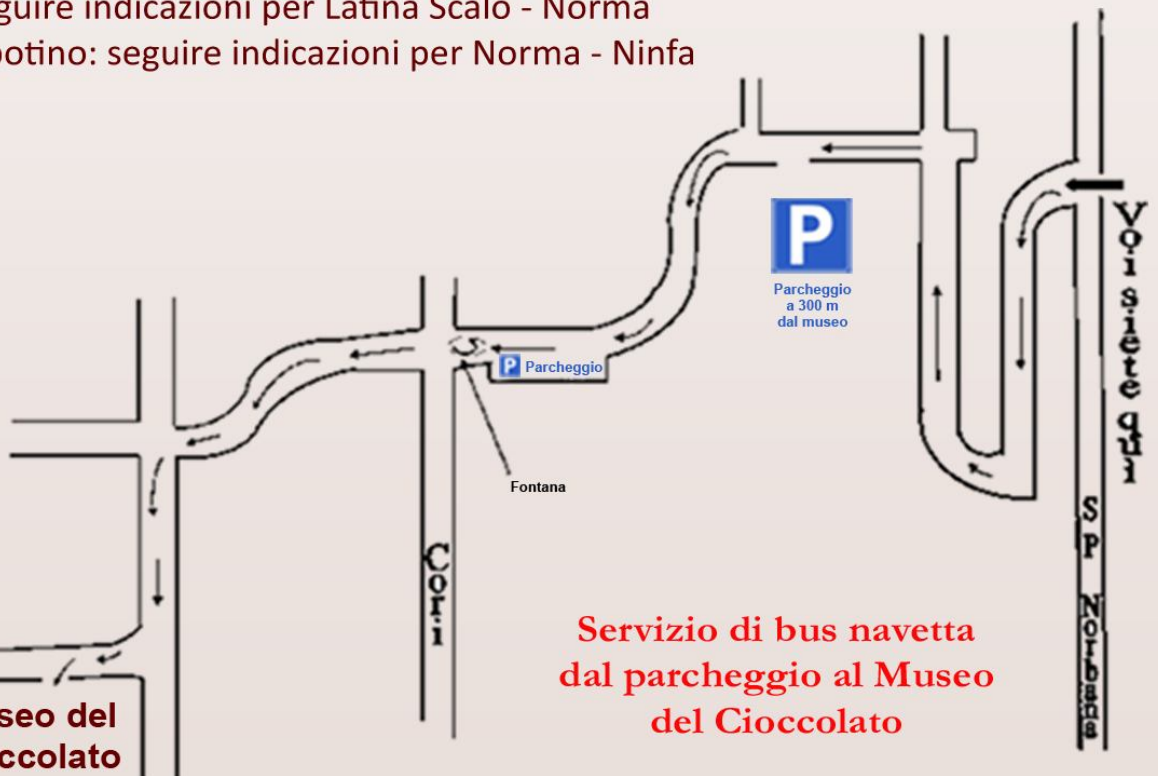 guire indicazioni per Latina Scalo - Norma
potino: seguire indicazioni per Norma - Ninfa
P
Parcheggio
a 300 m
dal museo
Voi siete qui
P Parcheggio
Fontana
Cori
SP Norbana
Servizio di bus navetta
dal parcheggio al Museo
del Cioccolato
seo del
ccolato